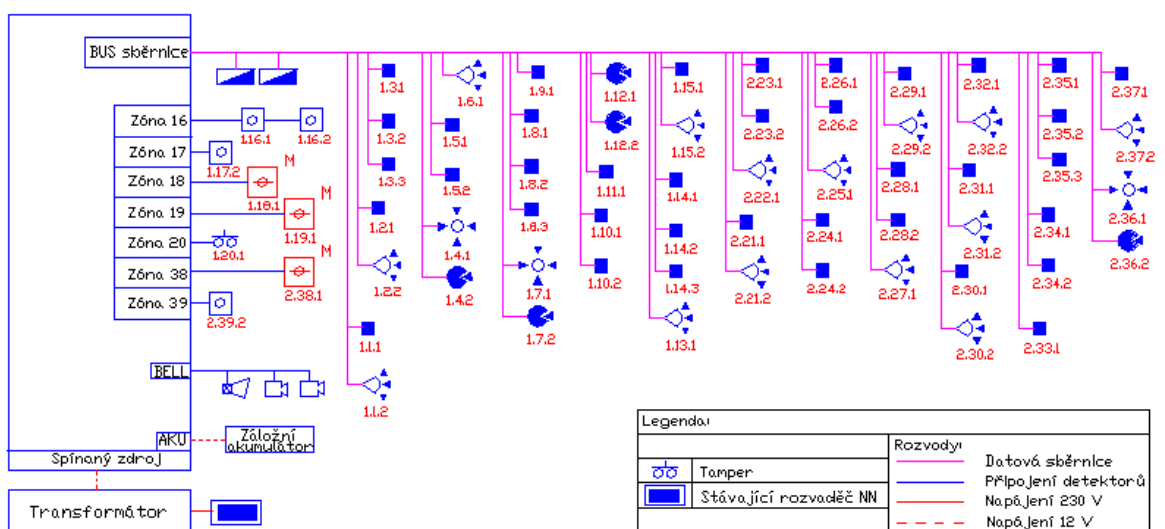 BUS sběrnice
1.3.1
1.3.2
1.3.3
1.2.1
1.2.2
1.1.1
1.1.2
1.6.1
1.5.1
1.5.2
1.4.1
1.4.2
1.9.1
1.8.1
1.8.2
1.8.3
1.7.1
1.7.2
1.12.1
1.12.2
1.11.1
1.10.1
1.10.2
1.15.1
1.15.2
1.14.1
1.14.2
1.14.3
1.13.1
2.23.1
2.23.2
2.22.1
2.21.1
2.21.2
2.26.1
2.26.2
2.25.1
2.24.1
2.24.2
2.29.1
2.29.2
2.28.1
2.28.2
2.27.1
2.32.1
2.32.2
2.31.1
2.31.2
2.30.1
2.30.2
2.35.1
2.35.2
2.35.3
2.34.1
2.34.2
2.33.1
2.37.1
2.37.2
2.36.1
2.36.2
Zóna 16
1.16.1 1.16.2
Zóna 17
1.17.2
Zóna 18
M
1.18.1
Zóna 19
M
1.19.1
Zóna 20
1.20.1
Zóna 38
M
2.38.1
Zóna 39
2.39.2
BELL
AKU
Záložní
akumulátor
Spínaný zdroj
Transformátor
Legenda:
Tamper
Stávající rozvaděč NN
Rozvody:
Datová sběrnice
Připojení detektorů
Napájení 230 V
Napájení 12 V